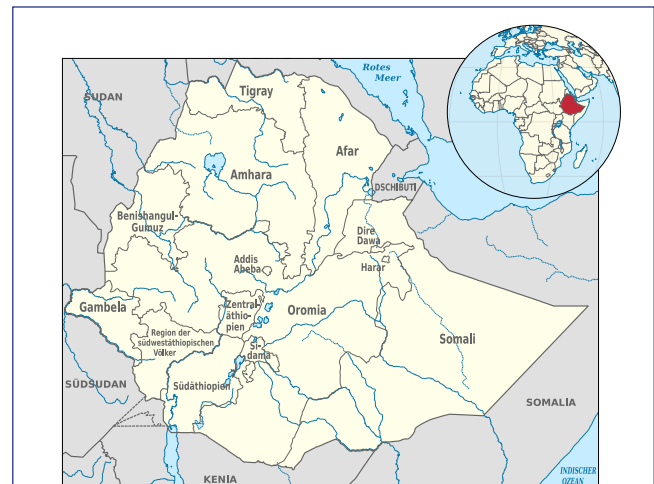 Rotes
Meer
SUDAN
Tigray
Afar
Amhara
DSCHIBUTI
Benishangul-
Gumuz
Dire
Dawa
Addis
Abeba
Harar
Gambela
Zentral-
äthio-
pien
Oromia
Region der
südwestäthiopischen
Völker
Si-
dama
Somali
SÜDSUDAN
Südäthiopien
SOMALIA
KENIA
INDISCHER
OZEAN